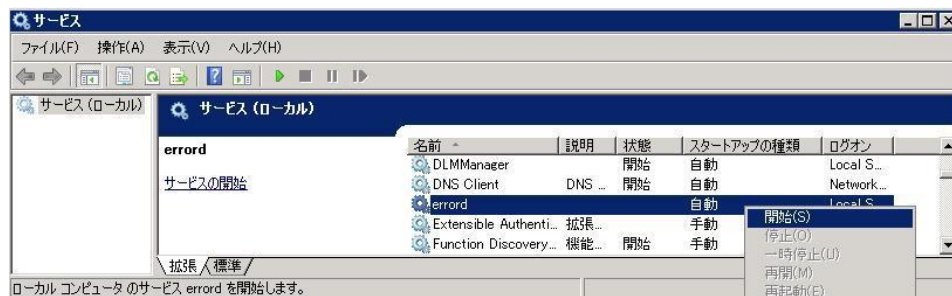 サービス
ファイル(F) 操作(A) 表示(V) ヘルプ(H)
サービス (ローカル)
サービス (ローカル)
errord
サービスの開始
名前 説明 状態 スタートアップの種類 ログオン
DLMManager 開始 自動 Local S...
DNS Client DNS ... 開始 自動 Network...
errord 自動 Local S...
Extensible Authenti... 拡張... 手動
Function Discovery... 機能... 開始 手動
開始(S)
停止(O)
一時停止(U)
再開(M)
再起動(E)
拡張 標準
ローカル コンピュータ のサービス errord を開始します。